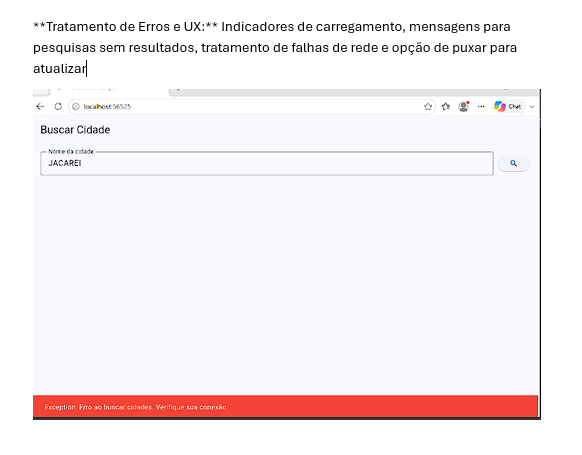 **Tratamento de Erros e UX:** Indicadores de carregamento, mensagens para
pesquisas sem resultados, tratamento de falhas de rede e opção de puxar para
atualizar
localhost:56525
Chat
Buscar Cidade
Nome da cidade
JACAREI
Exception: Erro ao buscar cidades. Verifique sua conexão.